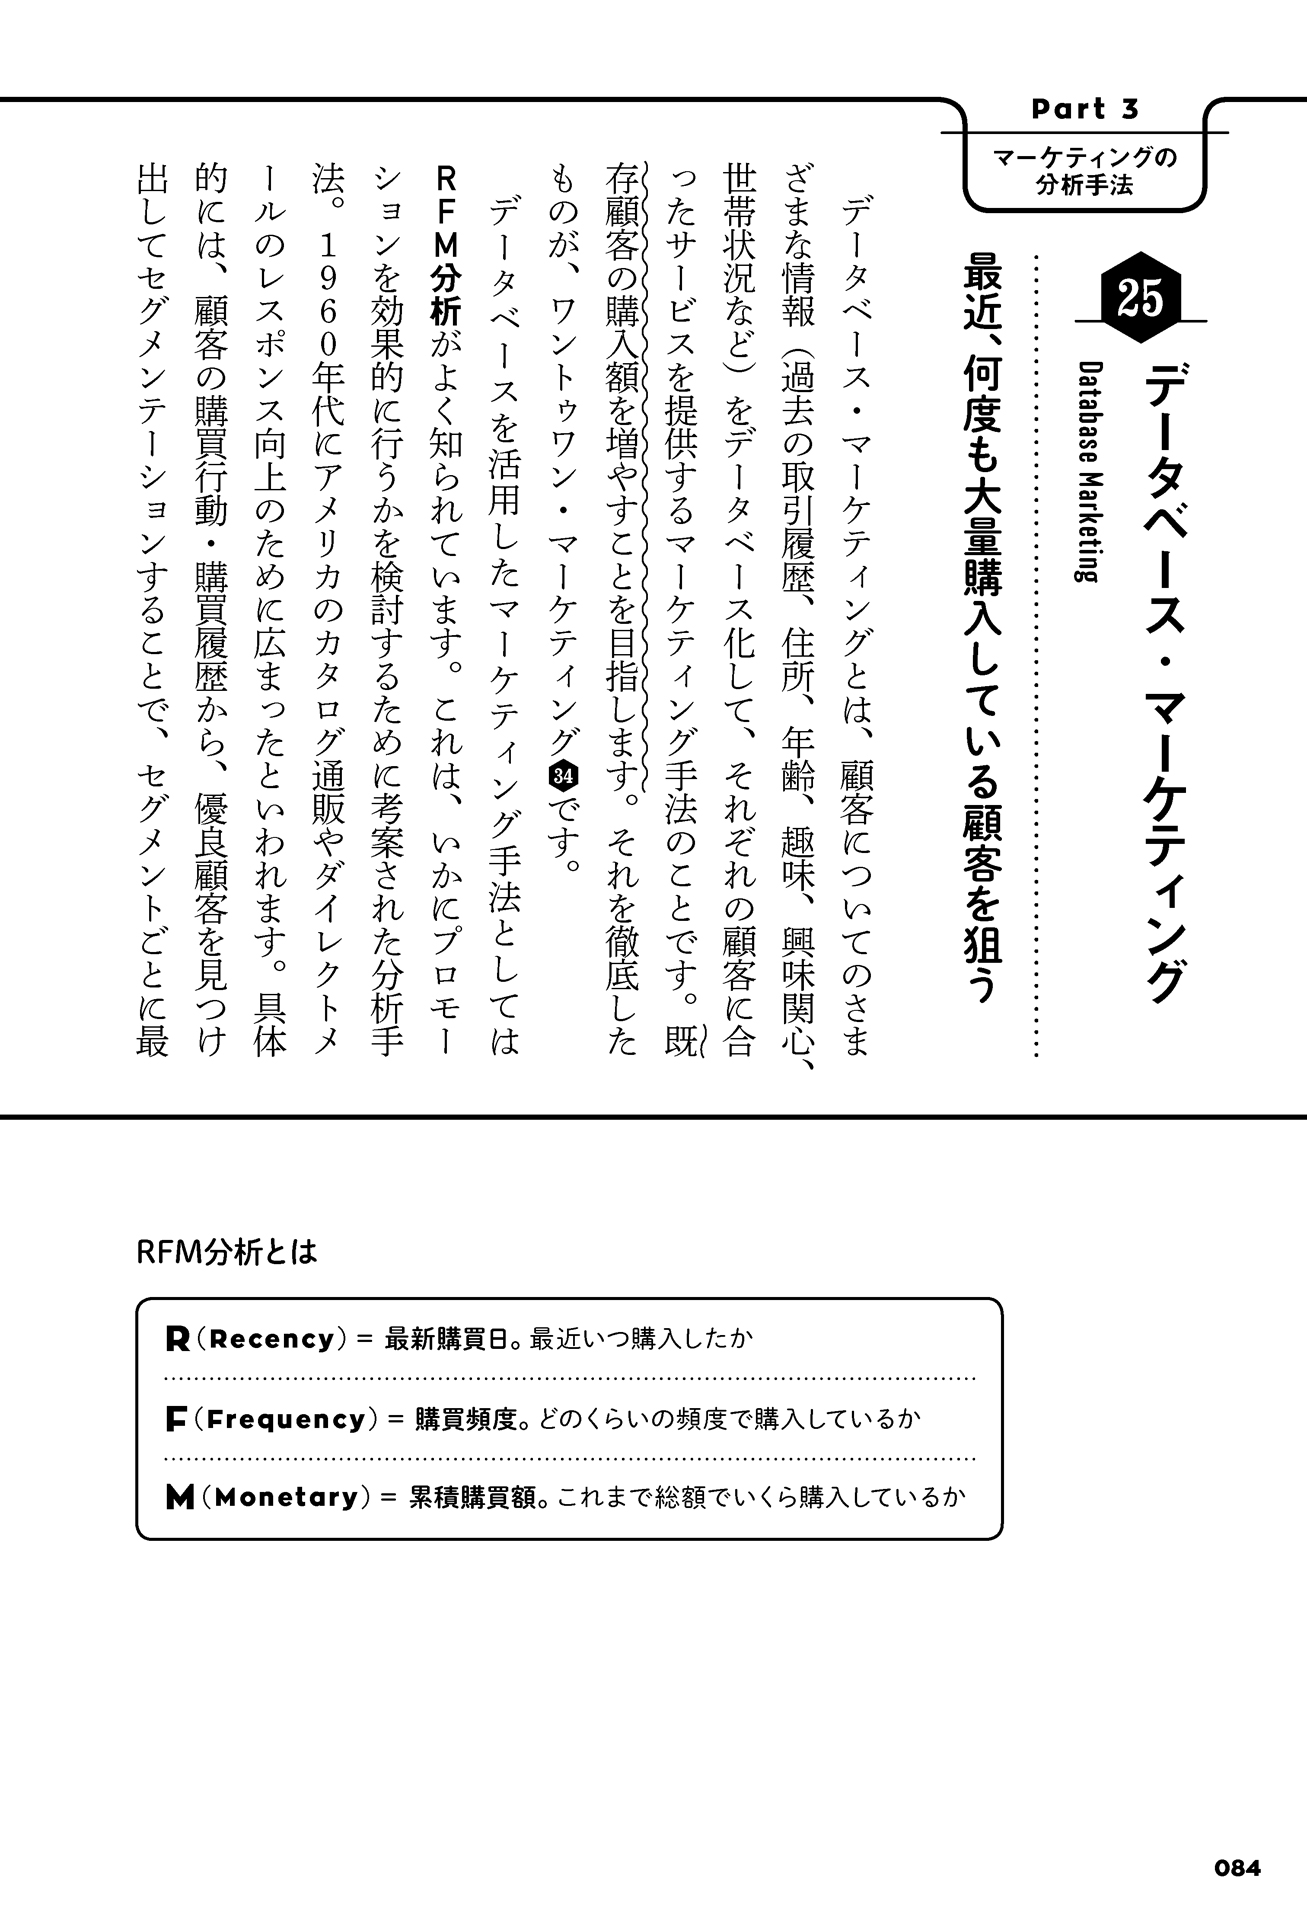 Part 3
マーケティングの
分析手法
25
データベース・マーケティング
Database Marketing
最近、何度も大量購入している顧客を狙う
データベース・マーケティングとは、顧客についてのさま
ざまな情報（過去の取引履歴、住所、年齢、趣味、興味関心、
世帯状況など）をデータベース化して、それぞれの顧客に合
ったサービスを提供するマーケティング手法のことです。既
存顧客の購入額を増やすことを目指します。それを徹底した
ものが、ワントゥワン・マーケティング34です。
データベースを活用したマーケティング手法としては
RFM分析がよく知られています。これは、いかにプロモー
ションを効果的に行うかを検討するために考案された分析手
法。1960年代にアメリカのカタログ通販やダイレクトメ
ールのレスポンス向上のために広まったといわれます。具体
的には、顧客の購買行動・購買履歴から、優良顧客を見つけ
出してセグメンテーションすることで、セグメントごとに最
RFM分析とは
R（Recency）= 最新購買日。最近いつ購入したか
F（Frequency）= 購買頻度。どのくらいの頻度で購入しているか
M（Monetary）= 累積購買額。これまで総額でいくら購入しているか
084